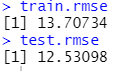 > train.rmse
[1] 13.70734
> test.rmse
[1] 12.53098